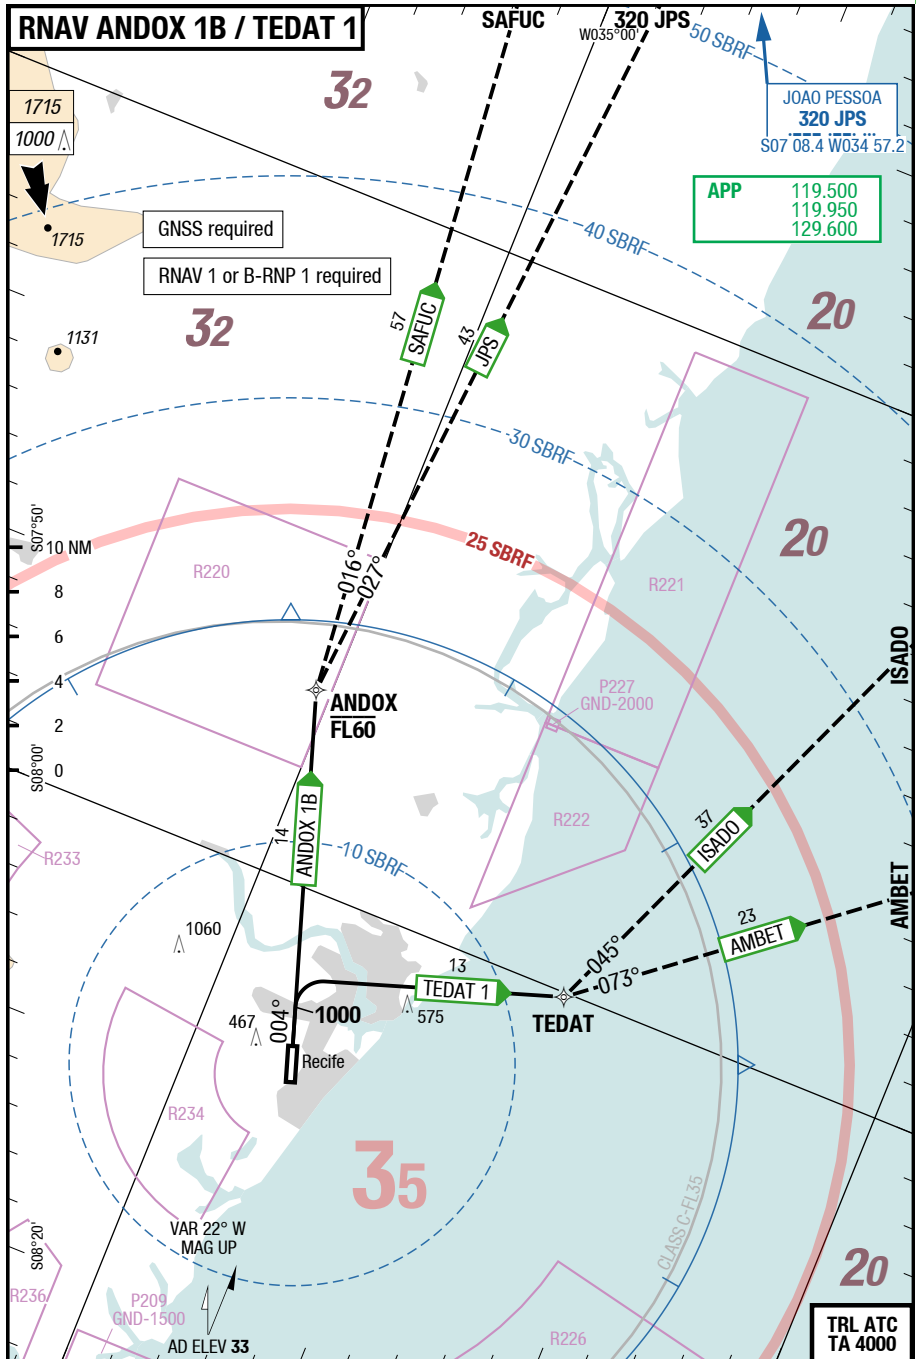 RNAV ANDOX 1B / TEDAT 1
SAFUC
320 JPS
W035°00'
50 SBRF
32
JOAO PESSOA
320 JPS
S07 08.4 W034 57.2
1715
1000
APP 119.500
119.950
129.600
GNSS required
1715
40 SBRF
RNAV 1 or B-RNP 1 required
32
20
57
SAFUC
43
JPS
1131
30 SBRF
S07°50'
10 NM
25 SBRF
20
R220
R221
8
016°
027°
6
ISADO
4
ANDOX
FL60
P227
GND-2000
2
S08°00'
0
R222
37
ISADO
14
ANDOX 1B
10 SBRF
R233
AMBET
23
AMBET
1060
045°
073°
13
TEDAT 1
TEDAT
467
004°
1000
575
Recife
R234
35
CLASS C-FL35
VAR 22° W
MAG UP
S08°20'
20
R236
P209
GND-1500
R226
AD ELEV 33
TRL ATC
TA 4000